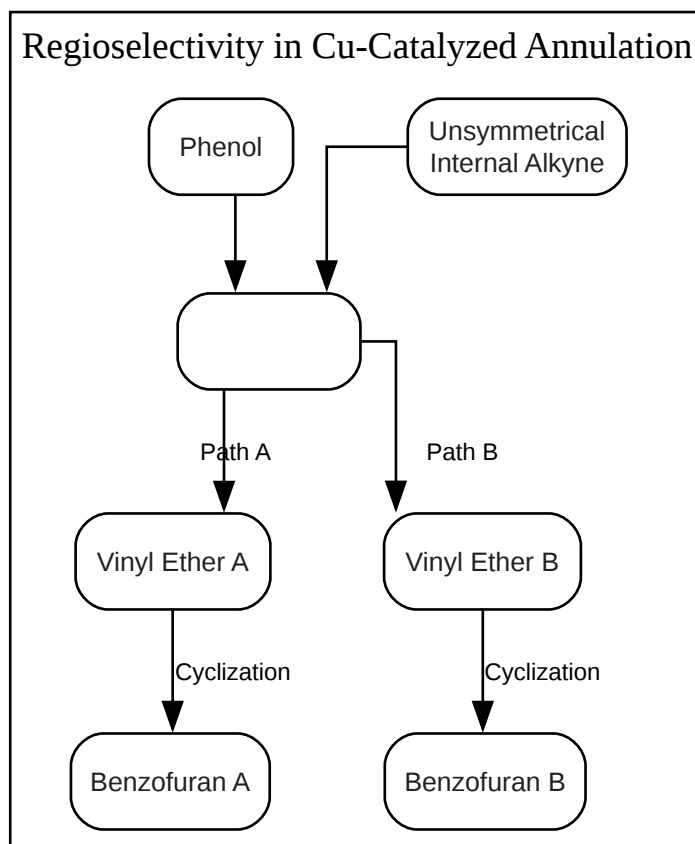 Regioselectivity in Cu-Catalyzed Annulation
Phenol
Unsymmetrical
Internal Alkyne
Path A
Path B
Vinyl Ether A
Vinyl Ether B
Cyclization
Cyclization
Benzofuran A
Benzofuran B